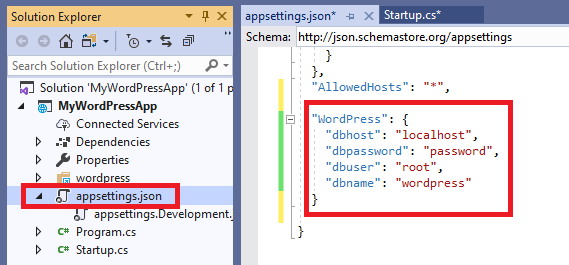 Solution Explorer
Search Solution Explorer (Ctrl+;)
Solution 'MyWordPressApp' (1 of 1 p
MyWordPressApp
Connected Services
Dependencies
Properties
wordpress
appsettings.json
appsettings.Development.j
Program.cs
Startup.cs
appsettings.json*
Startup.cs*
Schema: http://json.schemastore.org/appsettings
}
},
"AllowedHosts": "*",
"WordPress": {
"dbhost": "localhost",
"dbpassword": "password",
"dbuser": "root",
"dbname": "wordpress"
}
}